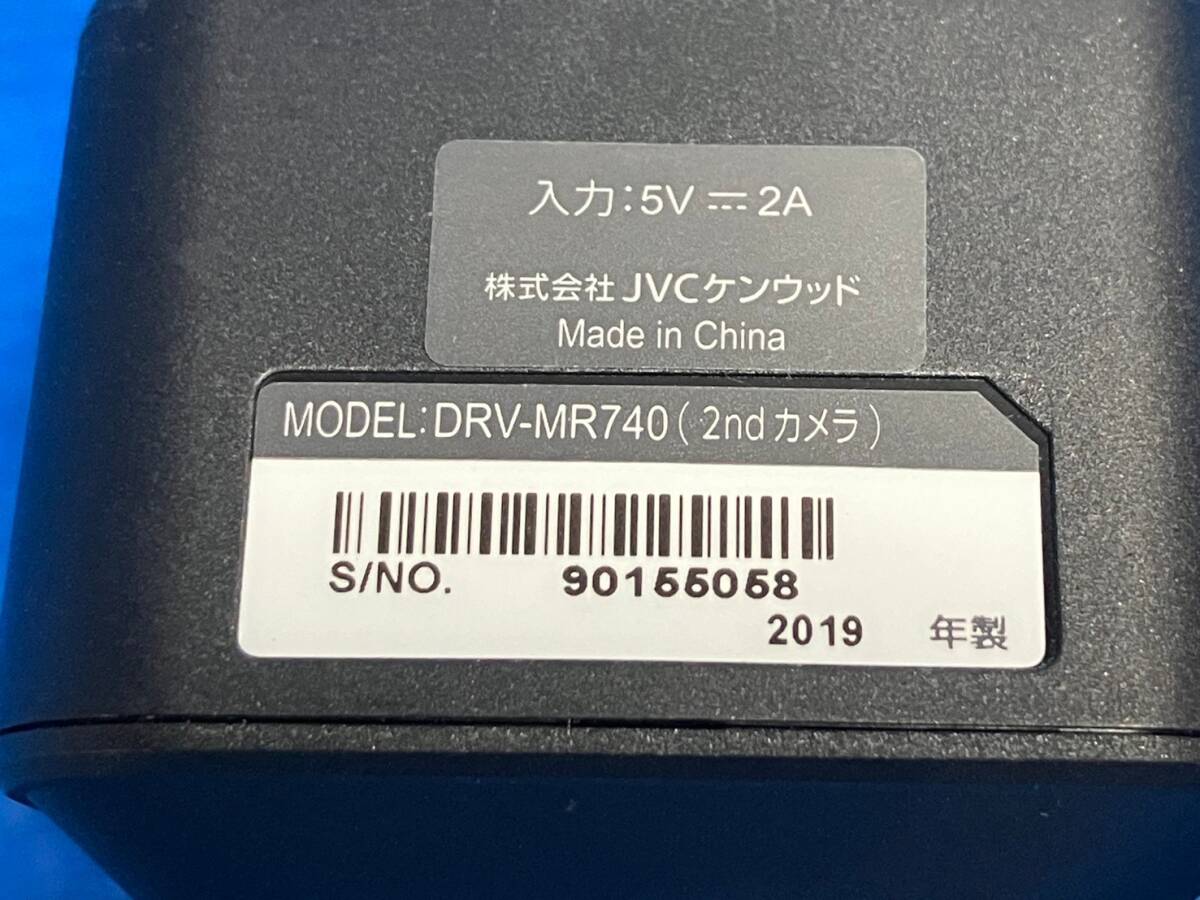 入力:5V⎓2A
株式会社JVCケンウッド
Made in China
MODEL:DRV-MR740(2ndカメラ)
S/NO. 90155058
2019 年製